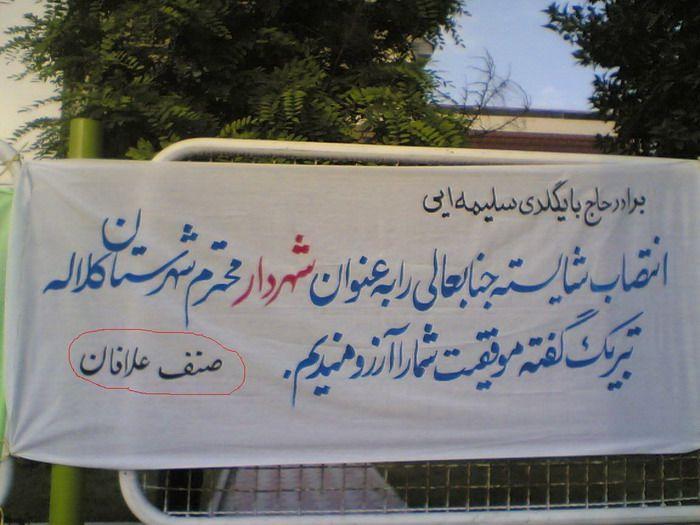 برادر حاج بایگلدی سلیمه ایی
انتصاب شایسته جنابعالی را به عنوان شهردار محترم شهرستان کلاله
تبریک گفته موفقیت شما را آرزومندیم.
صنف علافان